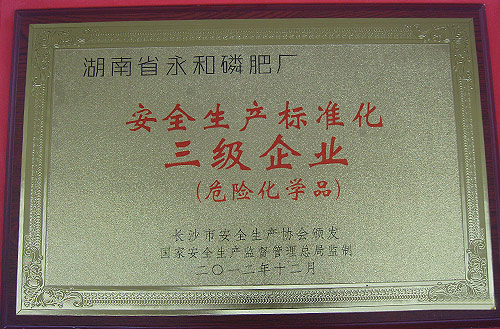 湖南省永和磷肥厂
安全生产标准化
三级企业
(危险化学品)
长沙市安全生产协会颁发
国家安全生产监督管理总局监制
二〇一二年十二月